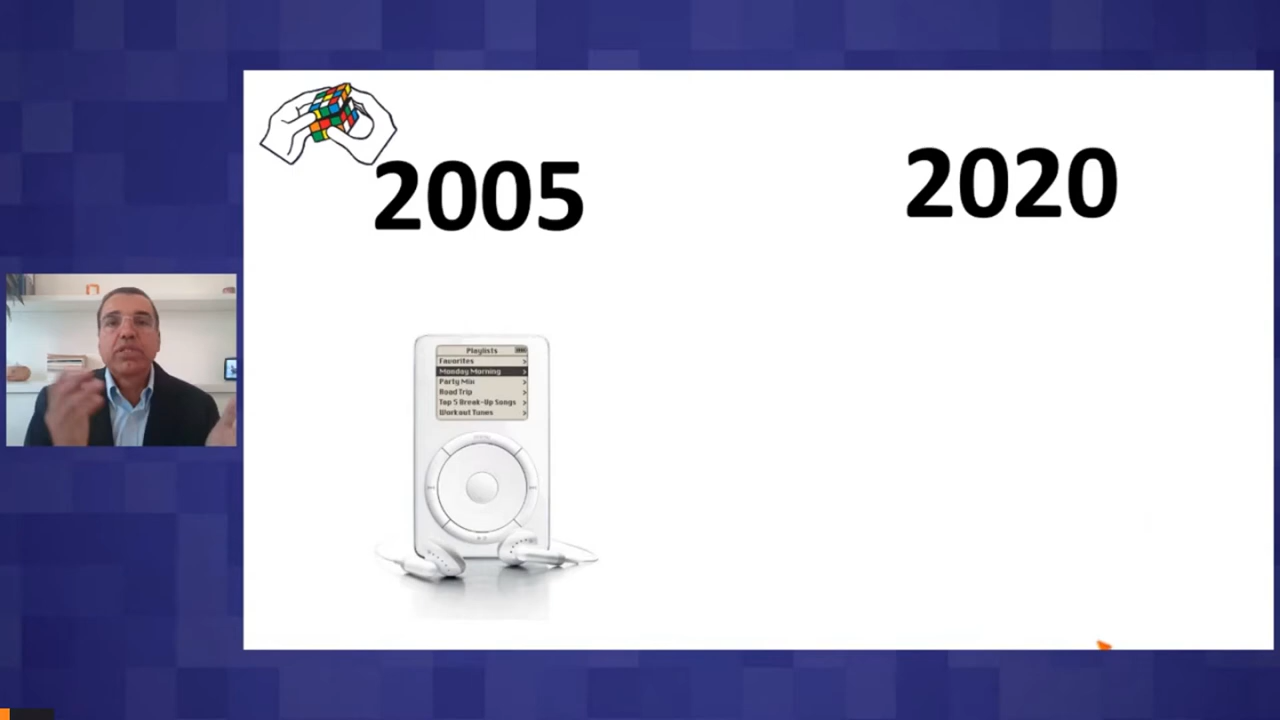 2005
2020
Playlists
Favorites >
Monday Morning >
Party Mix >
Road Trip >
Top 5 Break-Up Songs >
Workout Tunes >